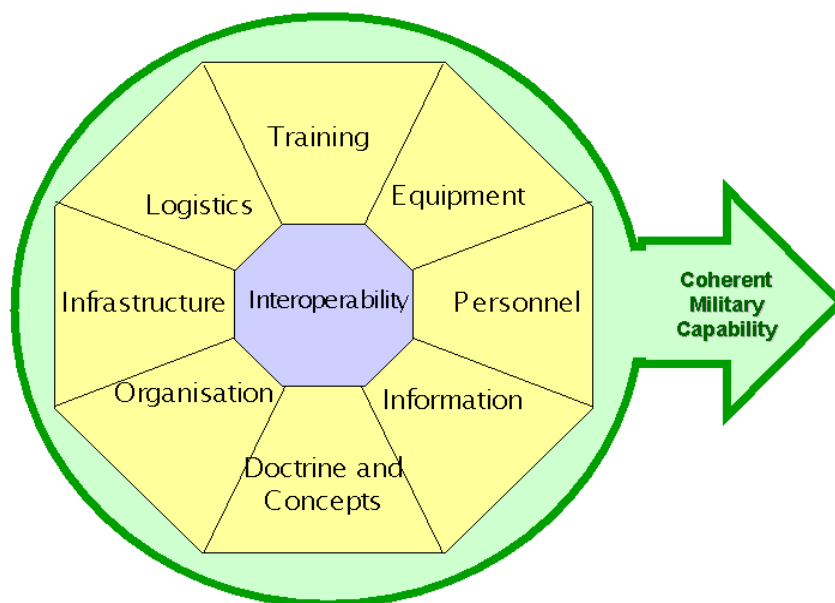 Training
Equipment
Logistics
Infrastructure
Interoperability
Personnel
Coherent
Military
Capability
Organisation
Information
Doctrine and
Concepts